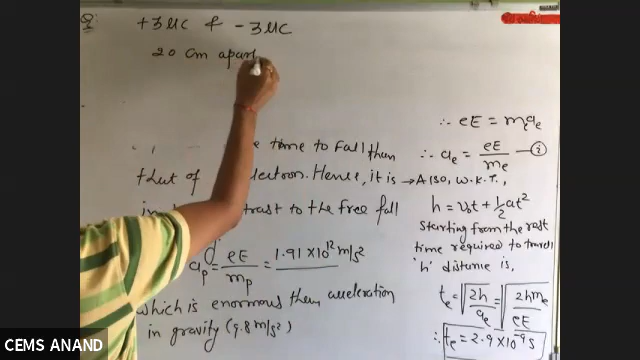 Q:
+3μC & -3μC
20 cm apart
time to fall then
that of electron. Hence, it is
in contrast to the free fall
ap = eE/mp = 1.91 × 10¹² m/s²
which is enormous then acceleration
in gravity (9.8 m/s²)
∴ eE = meae
∴ ae = eE/me —(i)
→ Also, W.K.T.,
h = v₀t + 1/2 at²
Starting from the rest
time required to travel
'h' distance is,
te = √(2h/ae) = √(2hme/eE)
∴ te = 2.9 × 10⁻⁹ s
CEMS ANAND